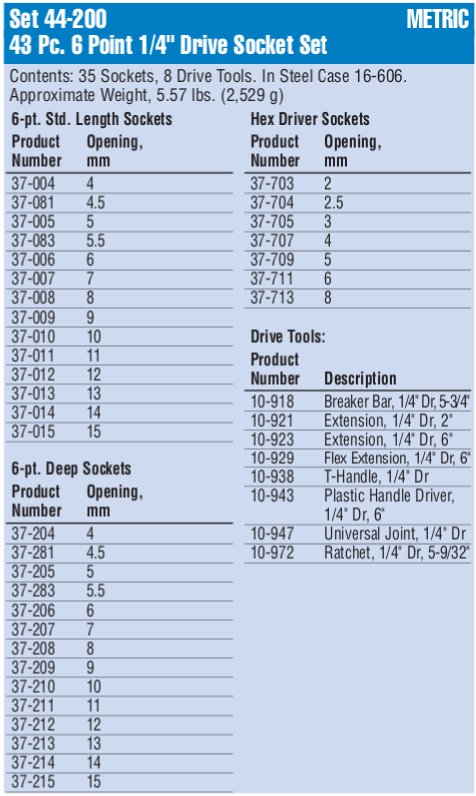 Set 44-200 METRIC
43 Pc. 6 Point 1/4" Drive Socket Set
Contents: 35 Sockets, 8 Drive Tools. In Steel Case 16-606.
Approximate Weight, 5.57 lbs. (2,529 g)
6-pt. Std. Length Sockets
Product Opening,
Number mm
37-004 4
37-081 4.5
37-005 5
37-083 5.5
37-006 6
37-007 7
37-008 8
37-009 9
37-010 10
37-011 11
37-012 12
37-013 13
37-014 14
37-015 15
6-pt. Deep Sockets
Product Opening,
Number mm
37-204 4
37-281 4.5
37-205 5
37-283 5.5
37-206 6
37-207 7
37-208 8
37-209 9
37-210 10
37-211 11
37-212 12
37-213 13
37-214 14
37-215 15
Hex Driver Sockets
Product Opening,
Number mm
37-703 2
37-704 2.5
37-705 3
37-707 4
37-709 5
37-711 6
37-713 8
Drive Tools:
Product
Number Description
10-918 Breaker Bar, 1/4" Dr, 5-3/4"
10-921 Extension, 1/4" Dr, 2"
10-923 Extension, 1/4" Dr, 6"
10-929 Flex Extension, 1/4" Dr, 6"
10-938 T-Handle, 1/4" Dr
10-943 Plastic Handle Driver,
1/4" Dr, 6"
10-947 Universal Joint, 1/4" Dr
10-972 Ratchet, 1/4" Dr, 5-9/32"